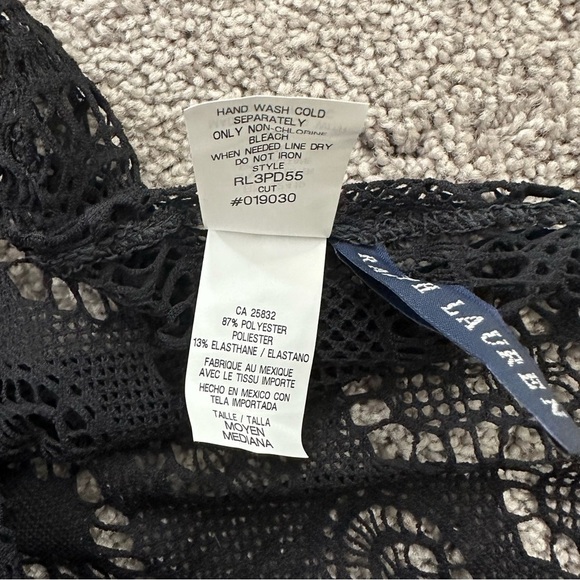 HAND WASH COLD
SEPARATELY
ONLY NON-CHLORINE
BLEACH
WHEN NEEDED LINE DRY
DO NOT IRON
STYLE
RL3PD55
CUT
#019030
CA 25832
87% POLYESTER
POLIESTER
13% ELASTHANE / ELASTANO
FABRIQUE AU MEXIQUE
AVEC LE TISSU IMPORTE
HECHO EN MEXICO CON
TELA IMPORTADA
TAILLE / TALLA
MOYEN
MEDIANA
RALPH LAUREN